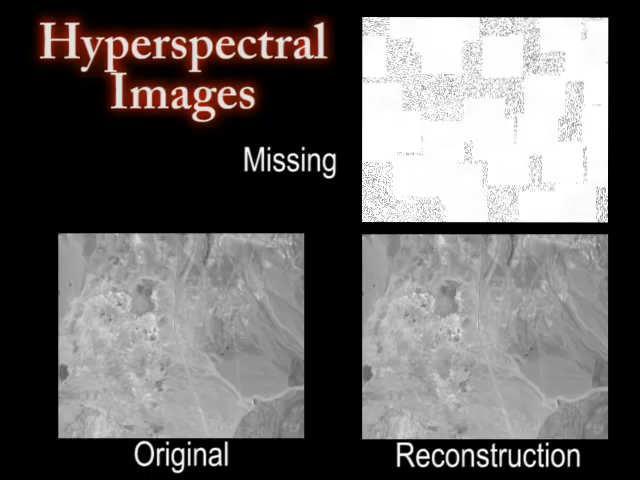 Hyperspectral
Images
Missing
Original
Reconstruction